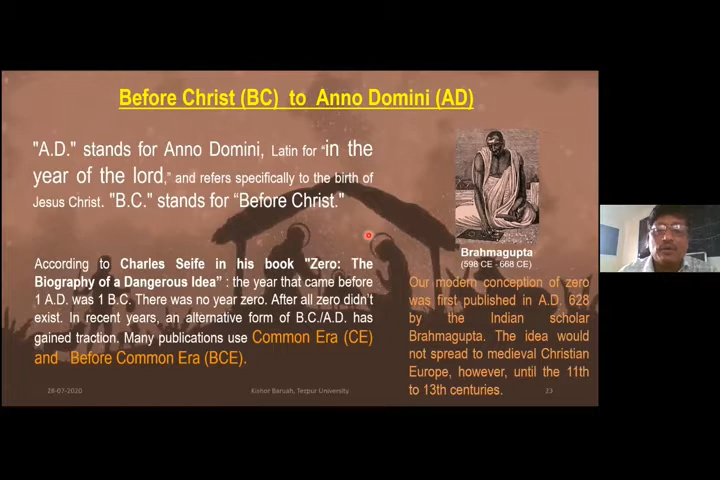 Before Christ (BC) to Anno Domini (AD)
"A.D." stands for Anno Domini, Latin for "in the
year of the lord," and refers specifically to the birth of
Jesus Christ. "B.C." stands for "Before Christ."
According to Charles Seife in his book "Zero: The
Biography of a Dangerous Idea" : the year that came before
1 A.D. was 1 B.C. There was no year zero. After all zero didn't
exist. In recent years, an alternative form of B.C./A.D. has
gained traction. Many publications use Common Era (CE)
and Before Common Era (BCE).
Brahmagupta
(598 CE - 668 CE)
Our modern conception of zero
was first published in A.D. 628
by the Indian scholar
Brahmagupta. The idea would
not spread to medieval Christian
Europe, however, until the 11th
to 13th centuries.
28-07-2020
Kishor Baruah, Tezpur University
23